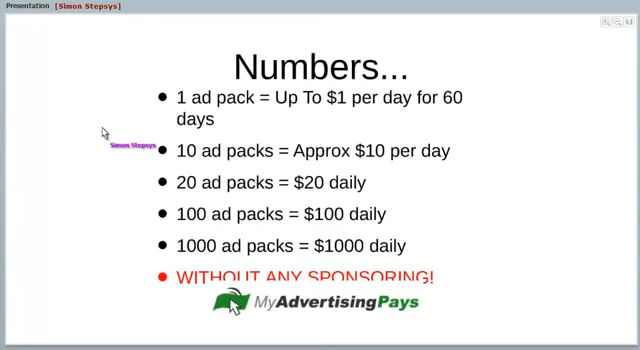 Presentation [Simon Stepsys]
Numbers...
1 ad pack = Up To $1 per day for 60
days
Simon Stepsys
10 ad packs = Approx $10 per day
20 ad packs = $20 daily
100 ad packs = $100 daily
1000 ad packs = $1000 daily
WITHOUT ANY SPONSORING!
MyAdvertisingPays